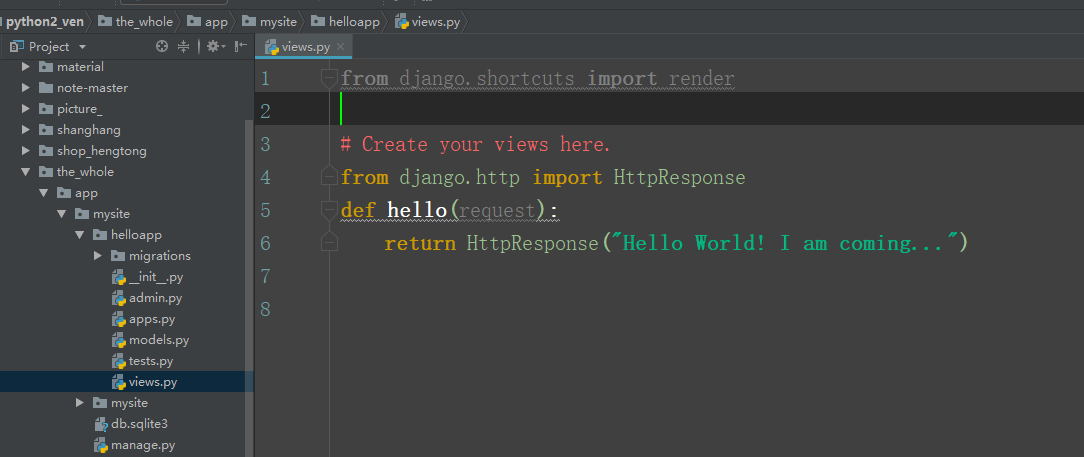 python2_ven the_whole app mysite helloapp views.py
Project
views.py
material
note-master
picture_
shanghang
shop_hengtong
the_whole
app
mysite
helloapp
migrations
__init__.py
admin.py
apps.py
models.py
tests.py
views.py
mysite
db.sqlite3
manage.py
1 from django.shortcuts import render
2
3 # Create your views here.
4 from django.http import HttpResponse
5 def hello(request):
6 return HttpResponse("Hello World! I am coming...")
7
8